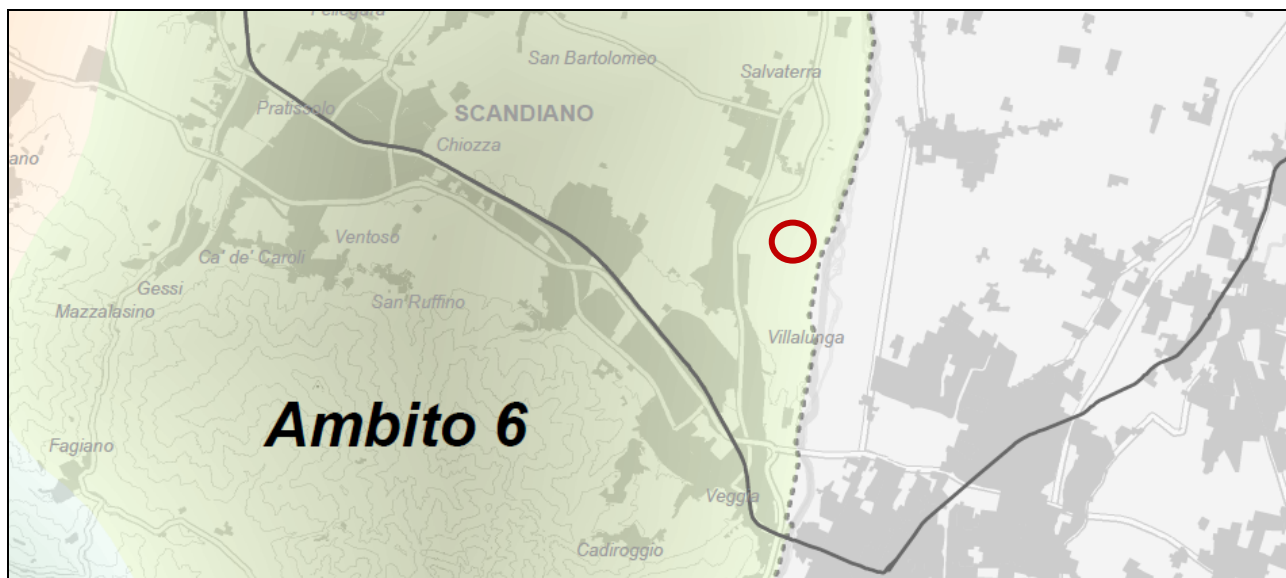 San Bartolomeo
Salvaterra
Pratissolo
SCANDIANO
Chiozza
ano
Ventoso
Ca' de' Caroli
Gessi
San Ruffino
Mazzalasino
Villalunga
Ambito 6
Fagiano
Veggia
Cadiroggio